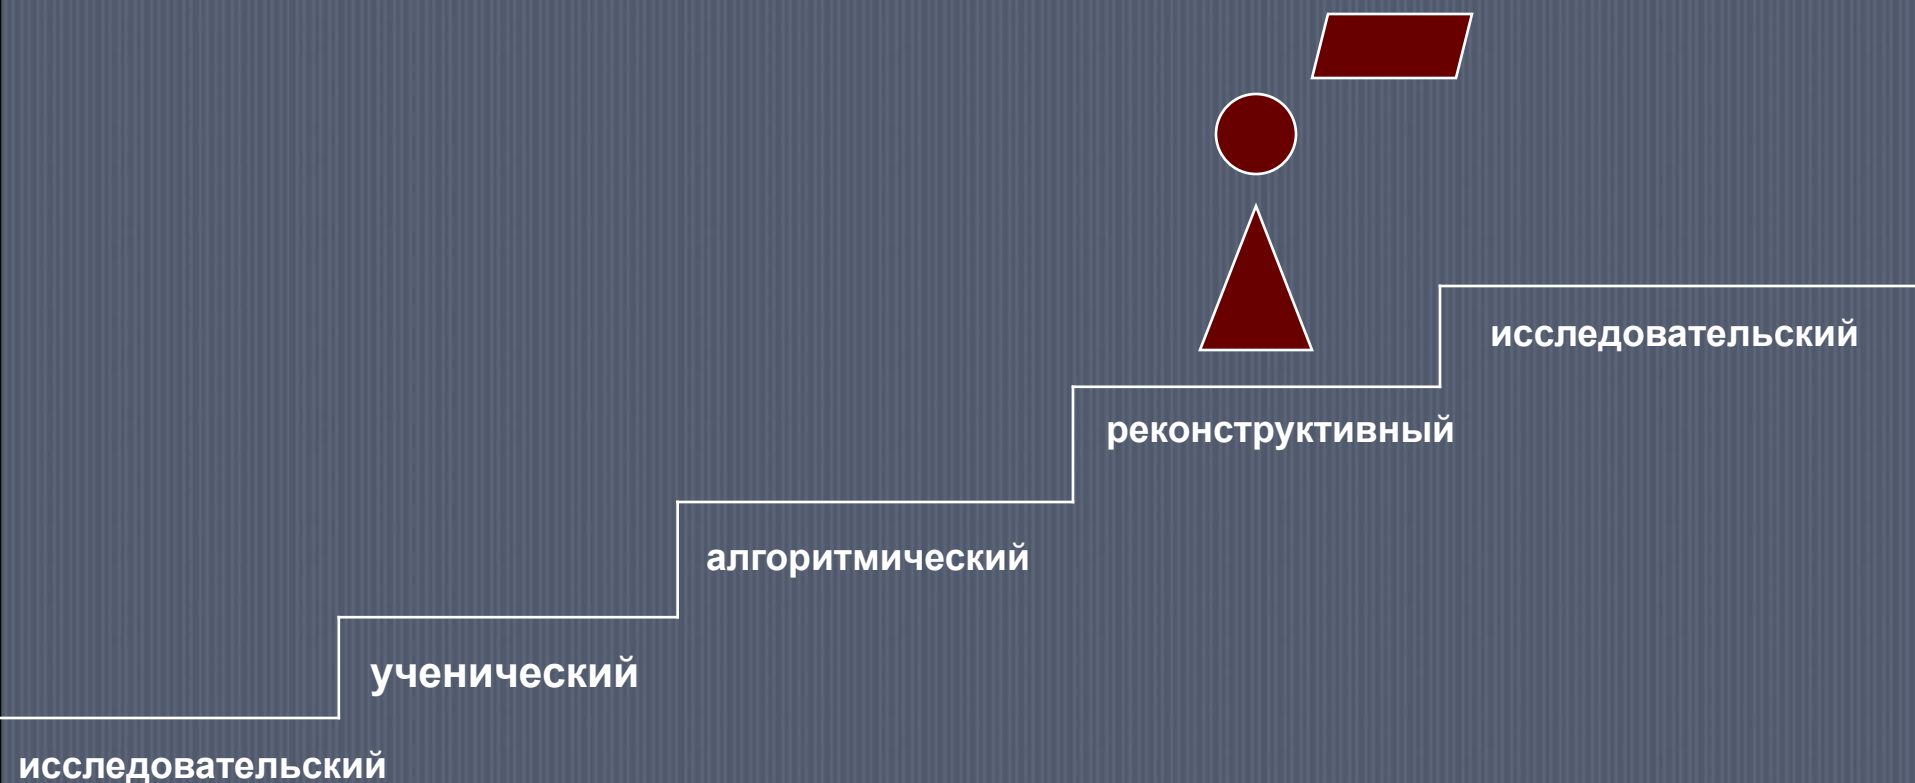 исследовательский
реконструктивный
алгоритмический
ученический
исследовательский